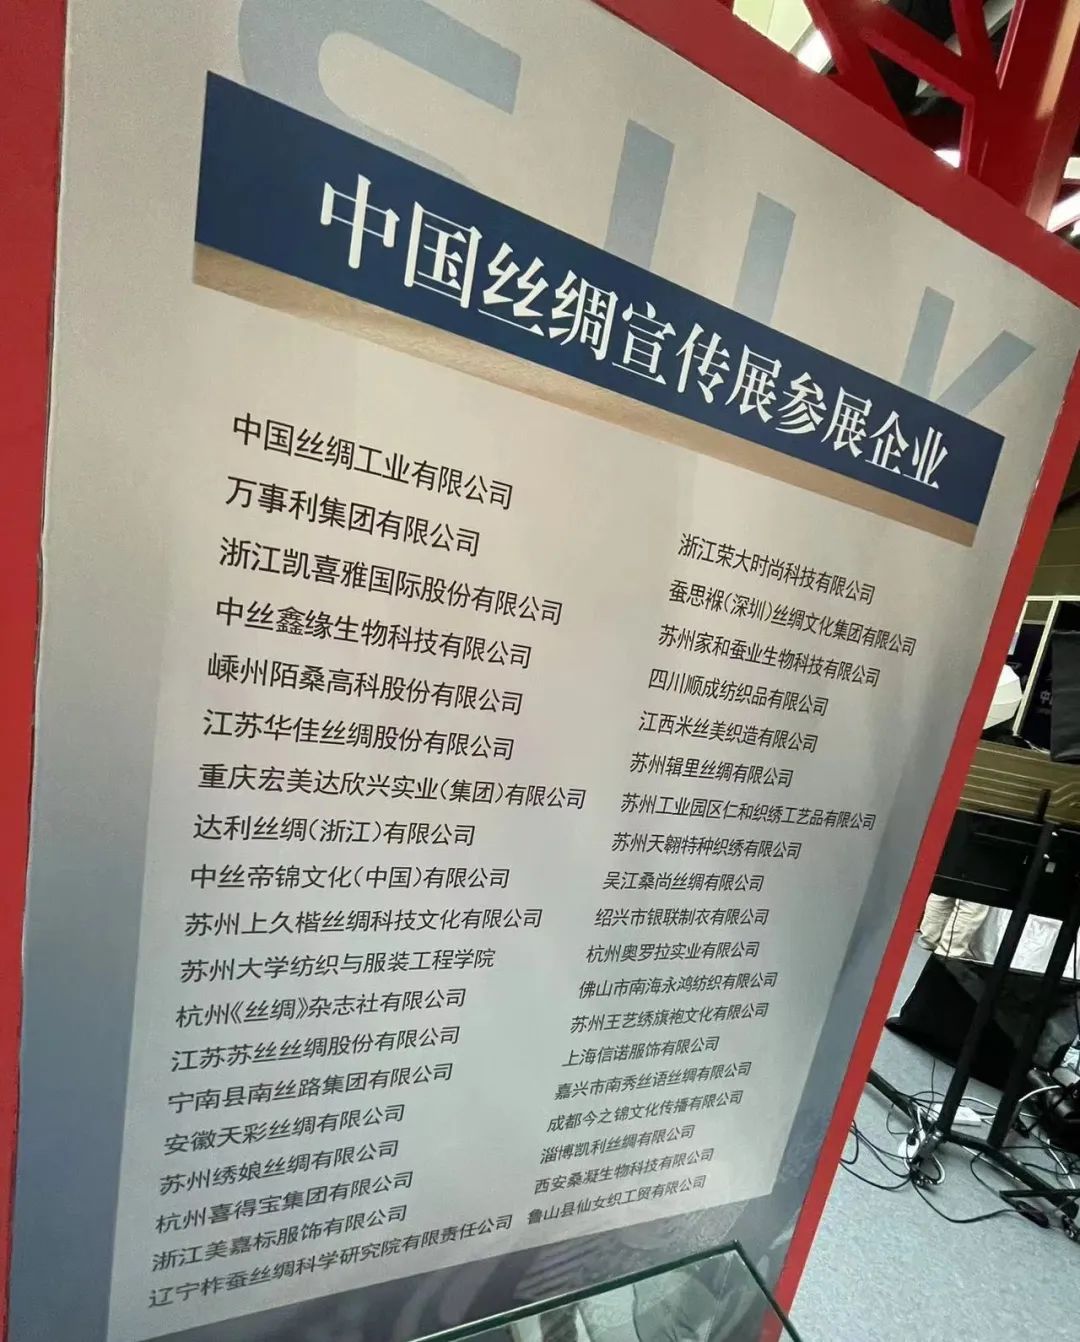 SILK
中国丝绸宣传展参展企业
中国丝绸工业有限公司
万事利集团有限公司
浙江凯喜雅国际股份有限公司
中丝鑫缘生物科技有限公司
嵊州陌桑高科股份有限公司
江苏华佳丝绸股份有限公司
重庆宏美达欣兴实业(集团)有限公司
达利丝绸(浙江)有限公司
中丝帝锦文化(中国)有限公司
苏州上久楷丝绸科技文化有限公司
苏州大学纺织与服装工程学院
杭州《丝绸》杂志社有限公司
江苏苏丝丝绸股份有限公司
宁南县南丝路集团有限公司
安徽天彩丝绸有限公司
苏州绣娘丝绸有限公司
杭州喜得宝集团有限公司
浙江美嘉标服饰有限公司
辽宁柞蚕丝绸科学研究院有限责任公司
浙江荣大时尚科技有限公司
蚕思褓(深圳)丝绸文化集团有限公司
苏州家和蚕业生物科技有限公司
四川顺成纺织品有限公司
江西米丝美织造有限公司
苏州辑里丝绸有限公司
苏州工业园区仁和织绣工艺品有限公司
苏州天翱特种织绣有限公司
吴江桑尚丝绸有限公司
绍兴市银联制衣有限公司
杭州奥罗拉实业有限公司
佛山市南海永鸿纺织有限公司
苏州王艺绣旗袍文化有限公司
上海信诺服饰有限公司
嘉兴市南秀丝语丝绸有限公司
成都今之锦文化传播有限公司
淄博凯利丝绸有限公司
西安桑凝生物科技有限公司
鲁山县仙女织工贸有限公司